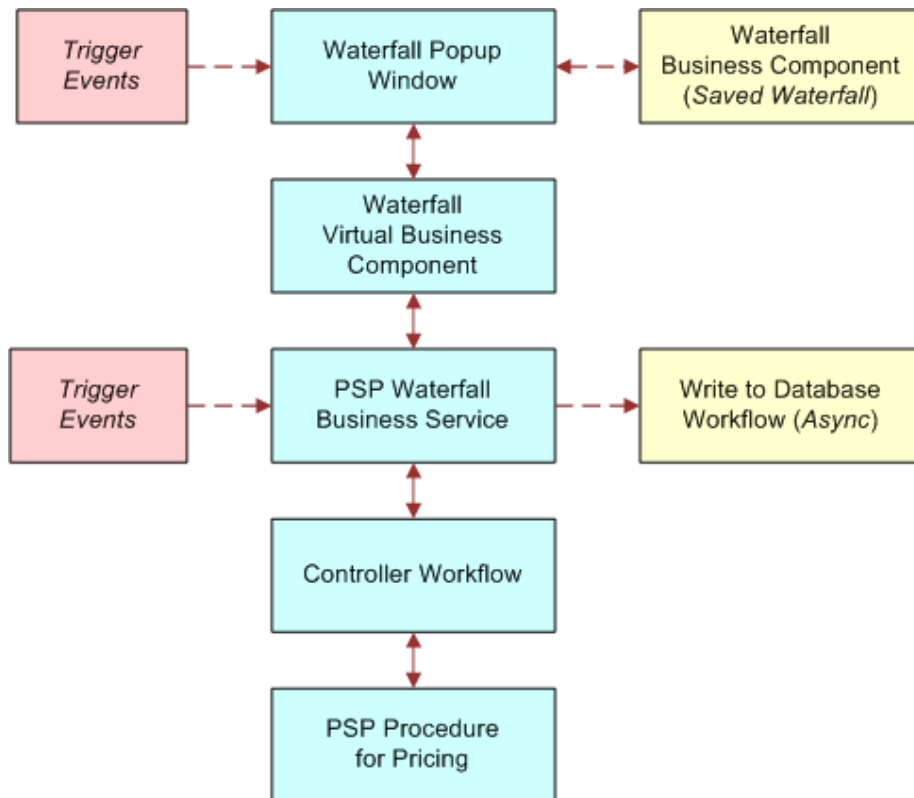 Trigger
Events
Waterfall Popup
Window
Waterfall
Business Component
(Saved Waterfall)
Waterfall
Virtual Business
Component
Trigger
Events
PSP Waterfall
Business Service
Write to Database
Workflow (Async)
Controller Workflow
PSP Procedure
for Pricing